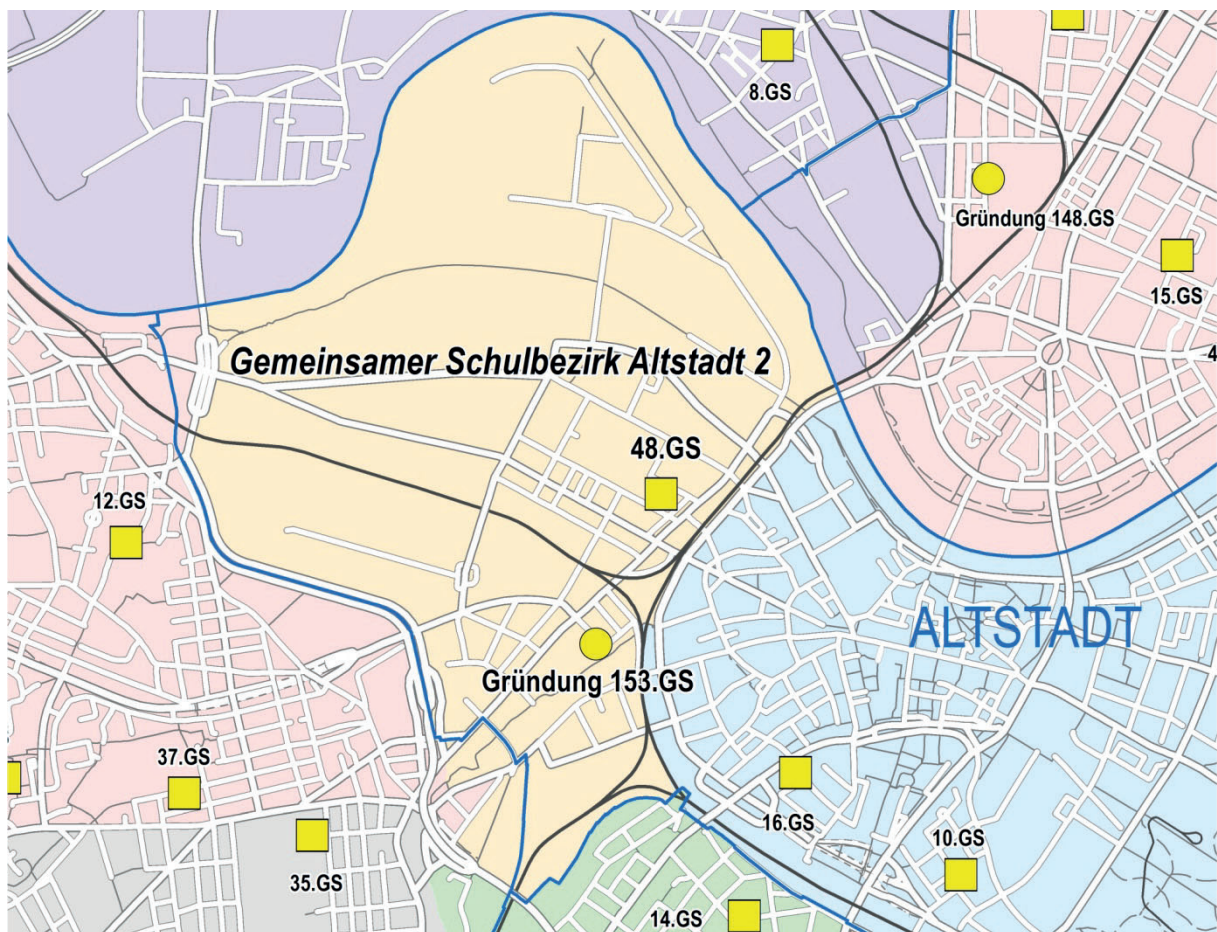 8.GS
Gründung 148.GS
15.GS
4
Gemeinsamer Schulbezirk Altstadt 2
48.GS
12.GS
ALTSTADT
Gründung 153.GS
37.GS
16.GS
10.GS
35.GS
14.GS